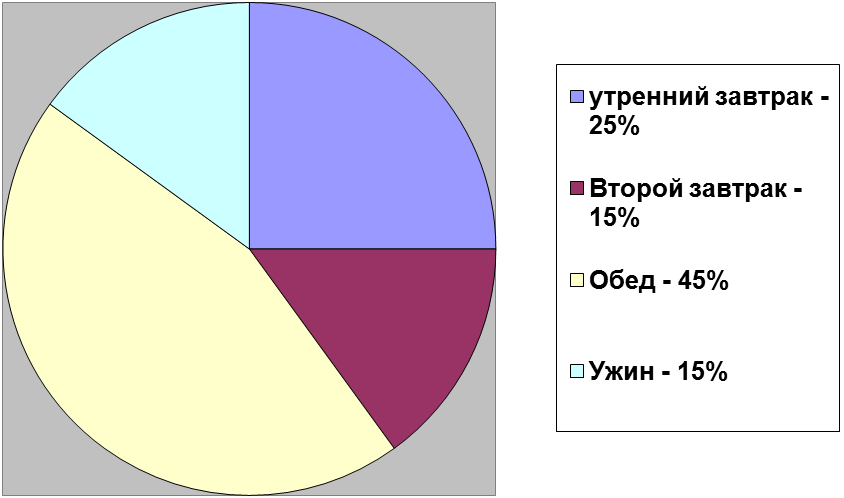 утренний завтрак -
25%
Второй завтрак -
15%
Обед - 45%
Ужин - 15%